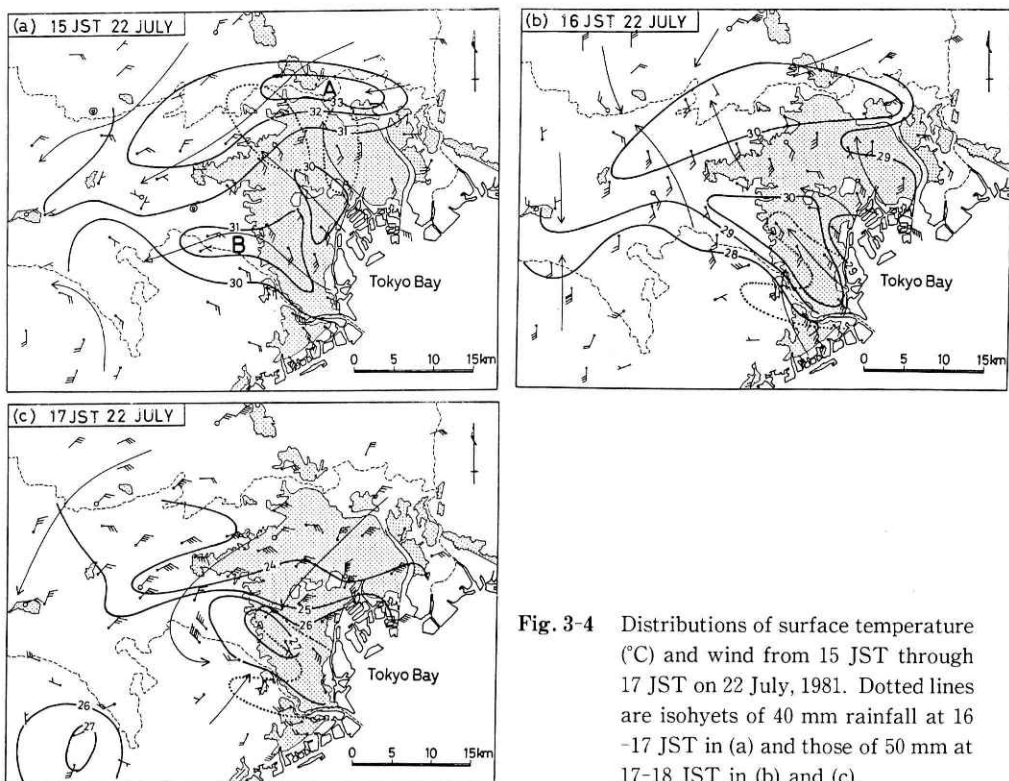 (a) 15 JST 22 JULY
A
33
32
31
30
31
B
30
Tokyo Bay
0 5 10 15km
(b) 16 JST 22 JULY
30
29
30
29
28
29
Tokyo Bay
0 5 10 15km
(c) 17 JST 22 JULY
24
25
26
26
27
Tokyo Bay
Fig. 3-4 Distributions of surface temperature
(°C) and wind from 15 JST through
17 JST on 22 July, 1981. Dotted lines
are isohyets of 40 mm rainfall at 16
-17 JST in (a) and those of 50 mm at
17-18 JST in (b) and (c).